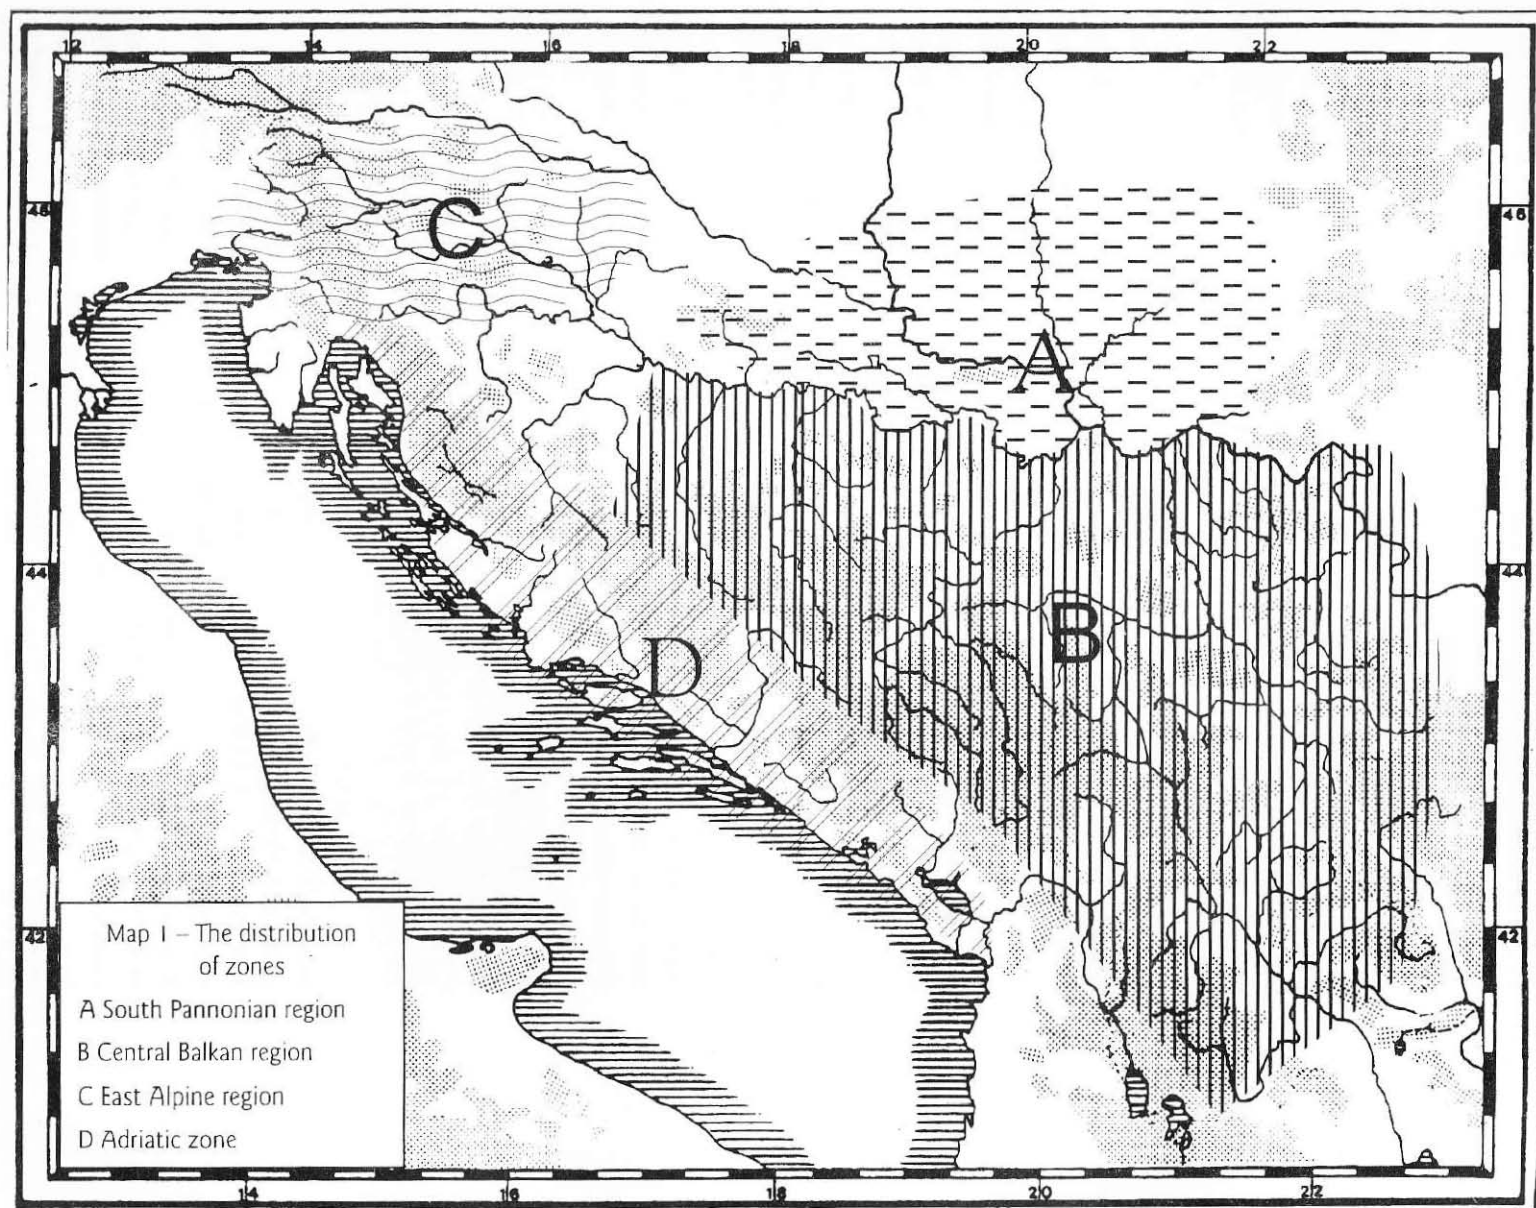 12 14 16 18 20 22
46 46
C
A
44 44
B
D
42 42
Map 1 – The distribution
of zones
A South Pannonian region
B Central Balkan region
C East Alpine region
D Adriatic zone
14 16 18 20 22